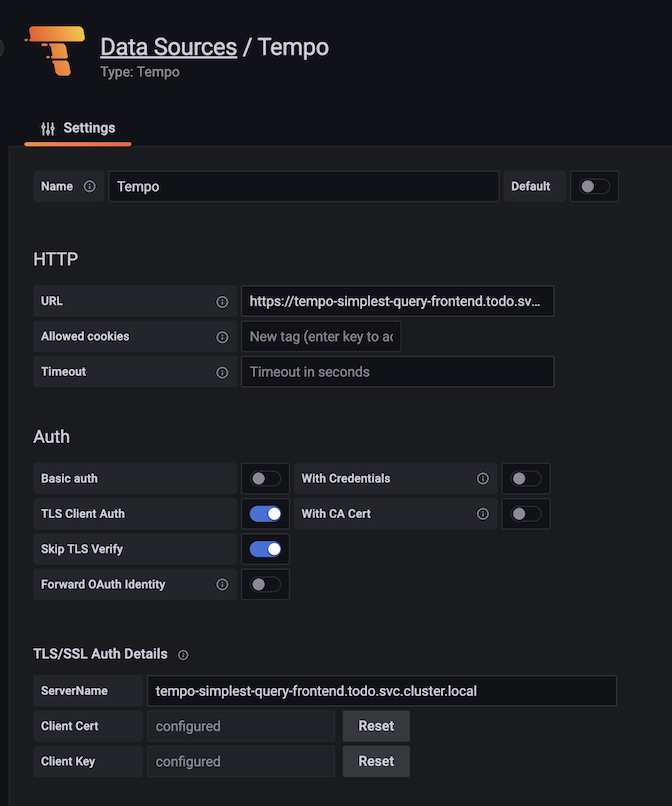 Data Sources / Tempo
Type: Tempo
Settings
Name Tempo Default
HTTP
URL https://tempo-simplest-query-frontend.todo.sv...
Allowed cookies New tag (enter key to ac
Timeout Timeout in seconds
Auth
Basic auth With Credentials
TLS Client Auth With CA Cert
Skip TLS Verify
Forward OAuth Identity
TLS/SSL Auth Details
ServerName tempo-simplest-query-frontend.todo.svc.cluster.local
Client Cert configured Reset
Client Key configured Reset